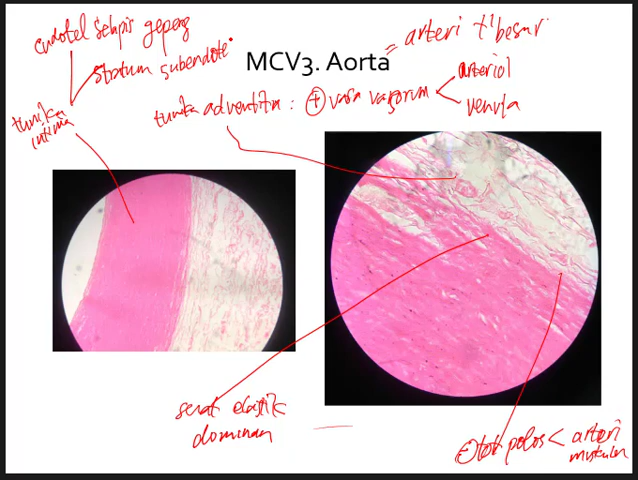 MCV3. Aorta
= arteri t'besar
endotel selapis gepeng
stratum subendotel
tunika intima
tunika adventitia : ⊕ vasa vasorum < arteriol
venula
serat elastik
dominan
otot polos < arteri
muskular